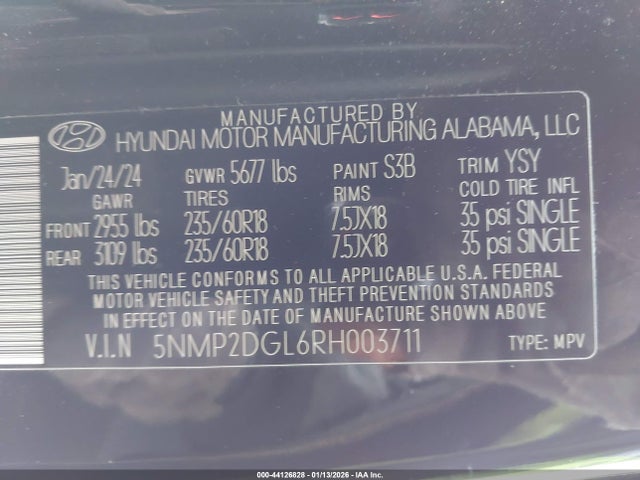 MANUFACTURED BY
HYUNDAI MOTOR MANUFACTURING ALABAMA, LLC
Jan/24/24 GVWR 5677 lbs PAINT S3B TRIM YSY
GAWR TIRES RIMS COLD TIRE INFL
FRONT 2955 lbs 235/60R18 7.5JX18 35 psi SINGLE
REAR 3109 lbs 235/60R18 7.5JX18 35 psi SINGLE
THIS VEHICLE CONFORMS TO ALL APPLICABLE U.S.A. FEDERAL
MOTOR VEHICLE SAFETY AND THEFT PREVENTION STANDARDS
IN EFFECT ON THE DATE OF MANUFACTURE SHOWN ABOVE
V.I.N 5NMP2DGL6RH003711 TYPE: MPV
000-44126828 - 01/13/2026 - IAA Inc.